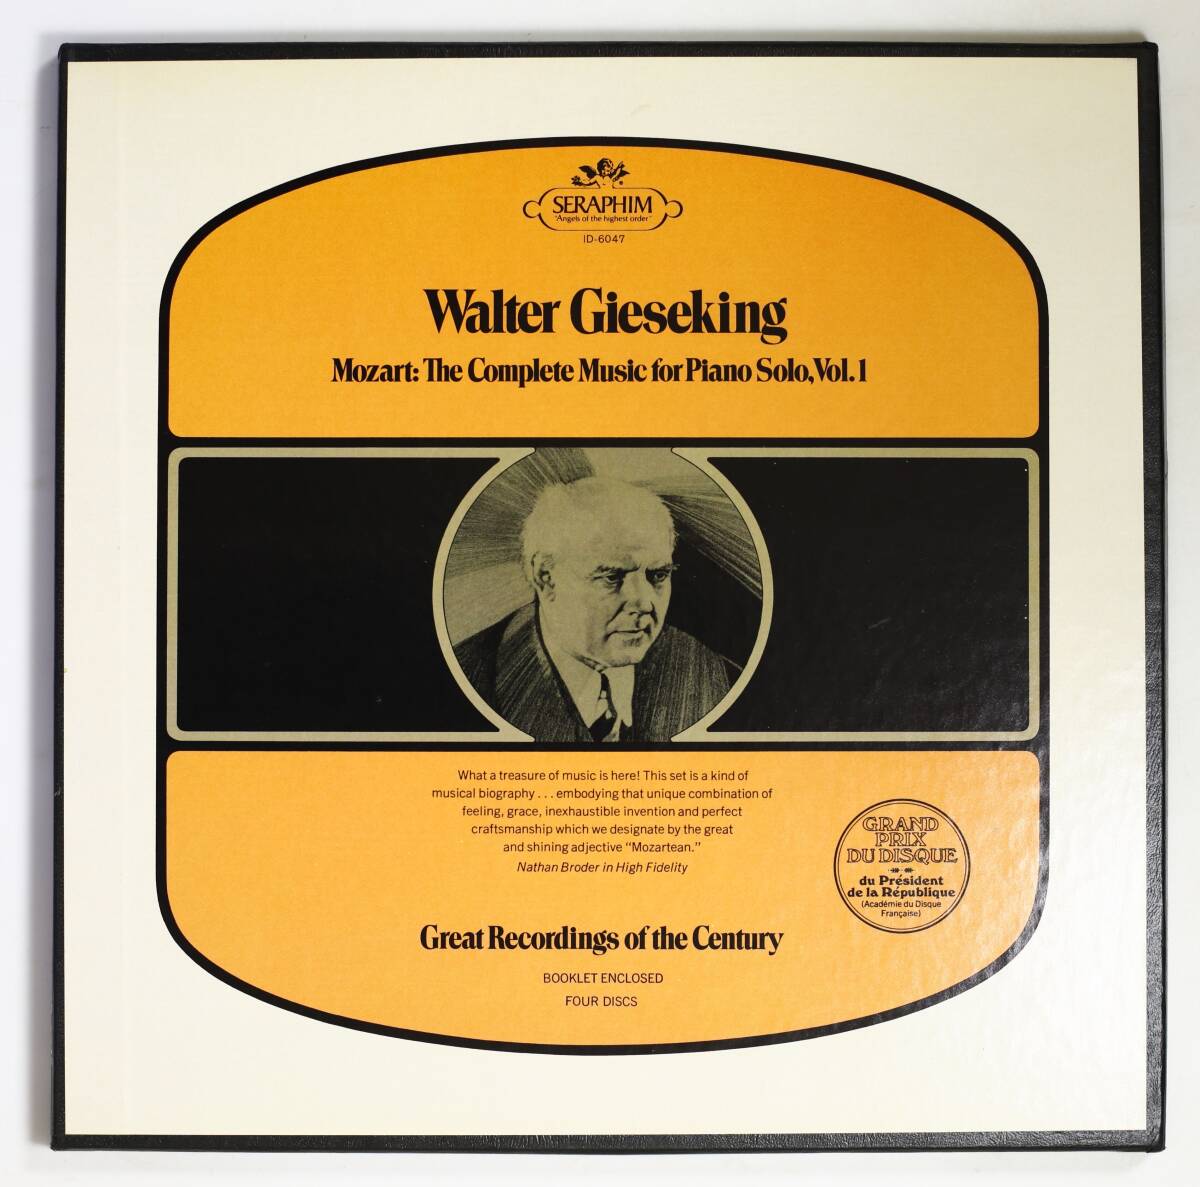 SERAPHIM
"Angels of the highest order"
ID-6047
Walter Gieseking
Mozart: The Complete Music for Piano Solo, Vol. 1
What a treasure of music is here! This set is a kind of
musical biography . . . embodying that unique combination of
feeling, grace, inexhaustible invention and perfect
craftsmanship which we designate by the great
and shining adjective "Mozartean."
Nathan Broder in High Fidelity
GRAND
PRIX
DU DISQUE
du Président
de la République
(Académie du Disque
Française)
Great Recordings of the Century
BOOKLET ENCLOSED
FOUR DISCS